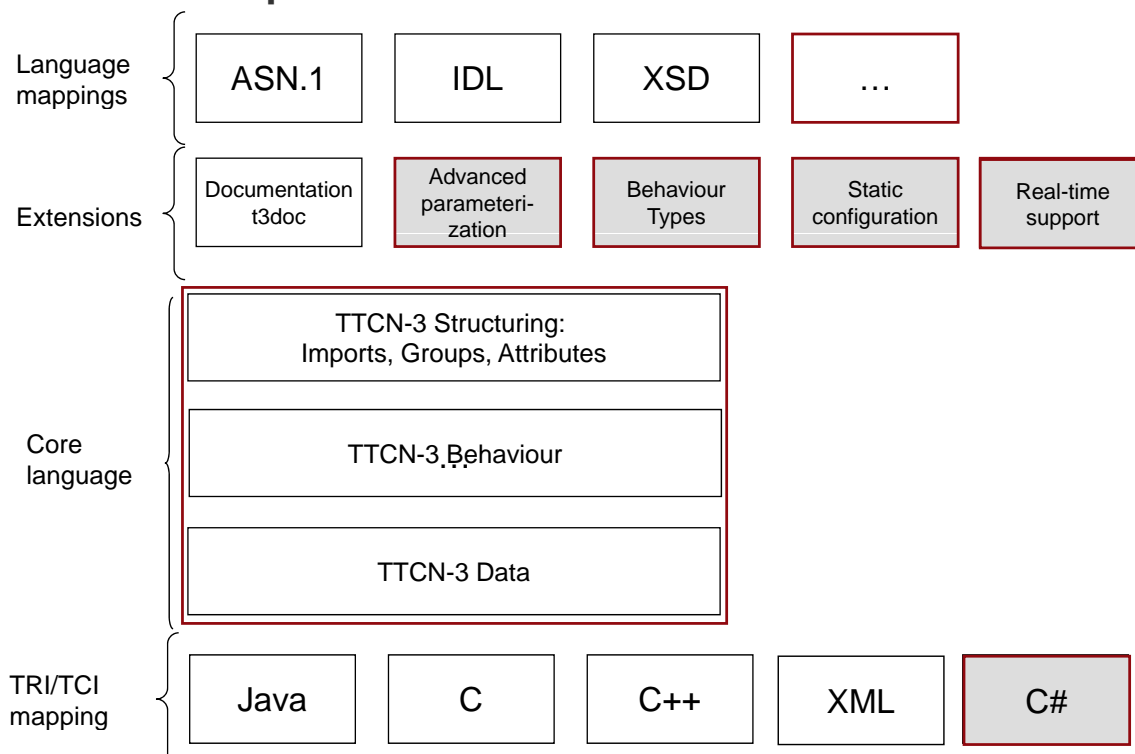 Language
mappings
ASN.1
IDL
XSD
…
Extensions
Documentation
t3doc
Advanced
parameteri-
zation
Behaviour
Types
Static
configuration
Real-time
support
Core
language
TTCN-3 Structuring:
Imports, Groups, Attributes
TTCN-3 Behaviour
…
TTCN-3 Data
TRI/TCI
mapping
Java
C
C++
XML
C#